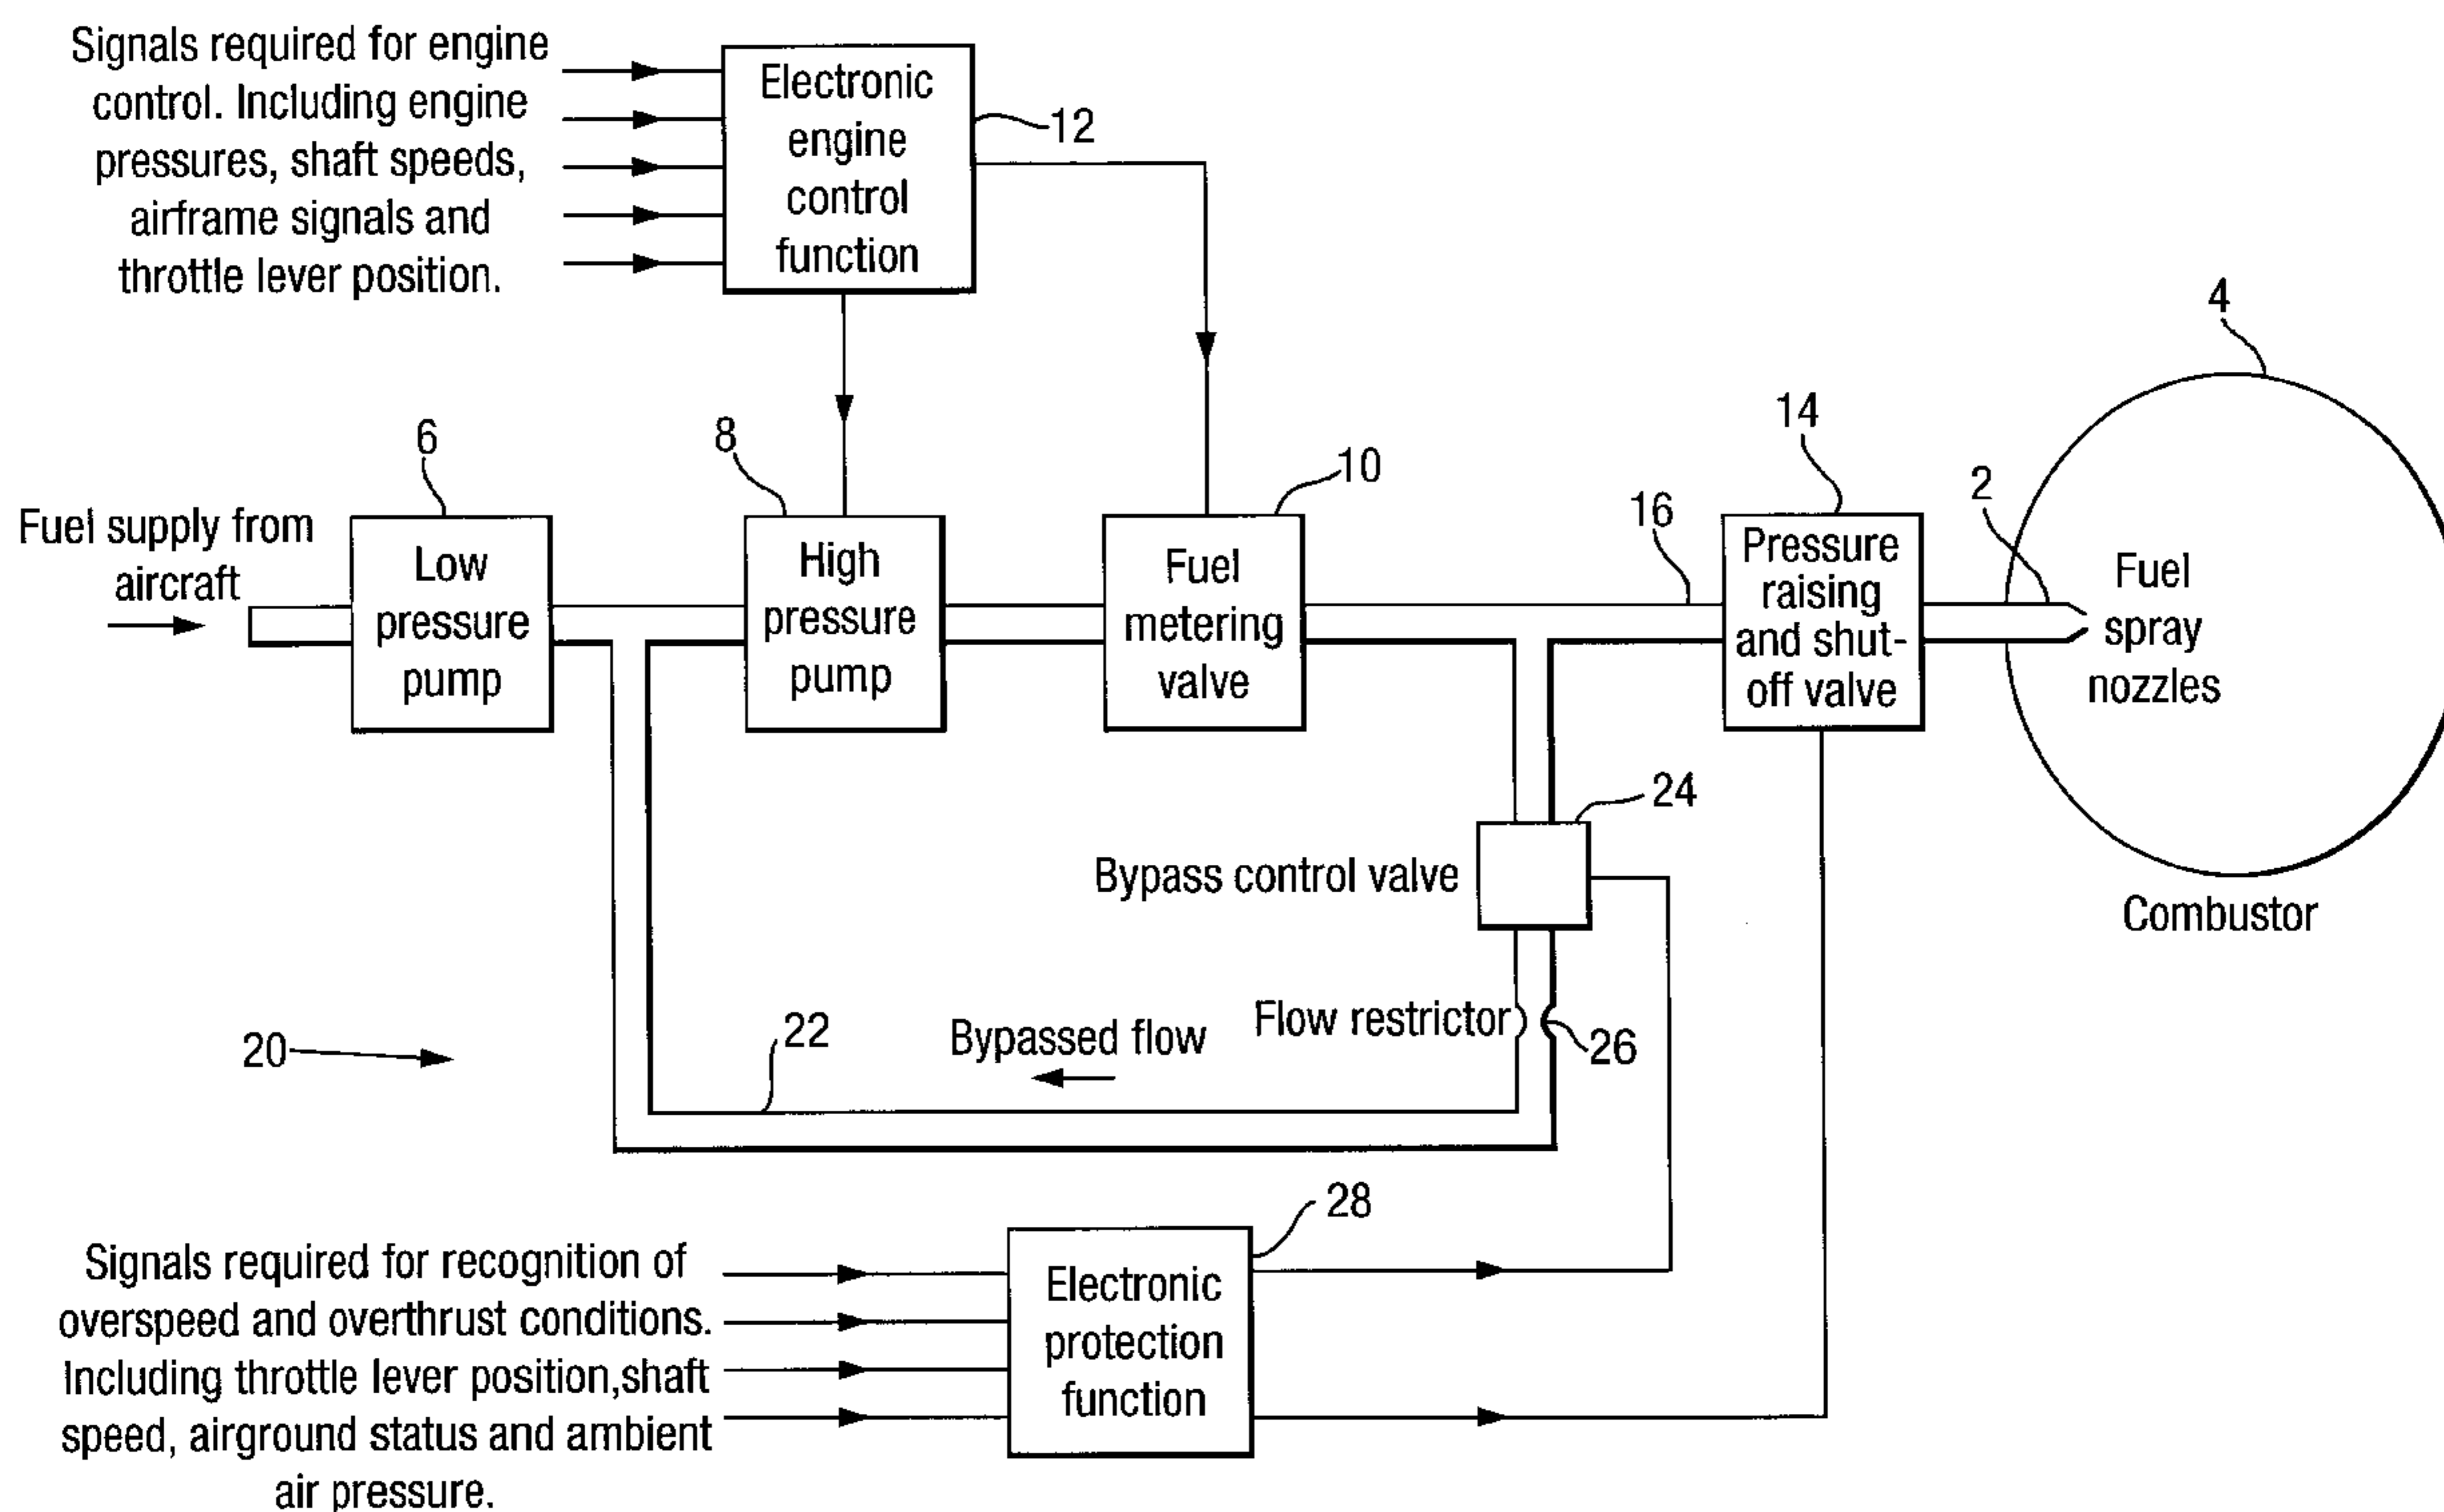 Signals required for engine
control. Including engine
pressures, shaft speeds,
airframe signals and
throttle lever position.
Electronic
engine
control
function
12
4
6
8
10
14
16
2
Fuel supply from
aircraft
Low
pressure
pump
High
pressure
pump
Fuel
metering
valve
Pressure
raising
and shut-
off valve
Fuel
spray
nozzles
24
Bypass control valve
Combustor
Flow restrictor
26
20
22
Bypassed flow
28
Signals required for recognition of
overspeed and overthrust conditions.
Including throttle lever position,shaft
speed, airground status and ambient
air pressure.
Electronic
protection
function